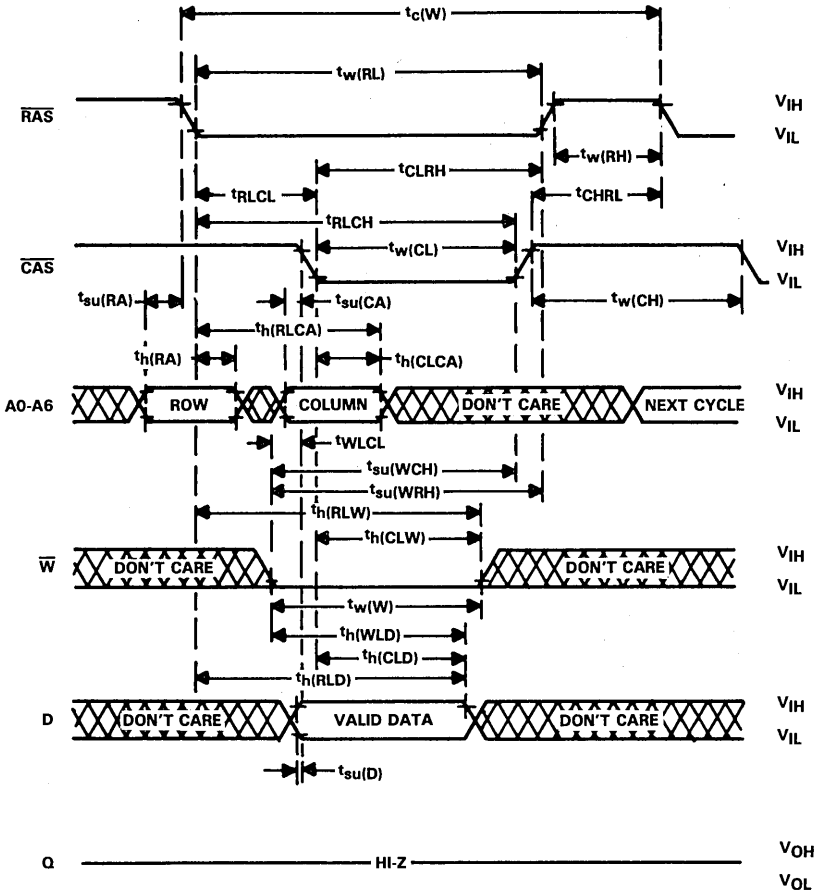 tc(W)
tw(RL)
RAS
VIH
VIL
tw(RH)
tCLRH
tRLCL
tCHRL
tRLCH
tw(CL)
CAS
VIH
VIL
tsu(RA)
tsu(CA)
tw(CH)
th(RLCA)
th(RA)
th(CLCA)
A0-A6
ROW
COLUMN
DON'T CARE
NEXT CYCLE
VIH
VIL
tWLCL
tsu(WCH)
tsu(WRH)
th(RLW)
th(CLW)
W
DON'T CARE
DON'T CARE
VIH
VIL
tw(W)
th(WLD)
th(CLD)
th(RLD)
D
DON'T CARE
VALID DATA
DON'T CARE
VIH
VIL
tsu(D)
Q
HI-Z
VOH
VOL